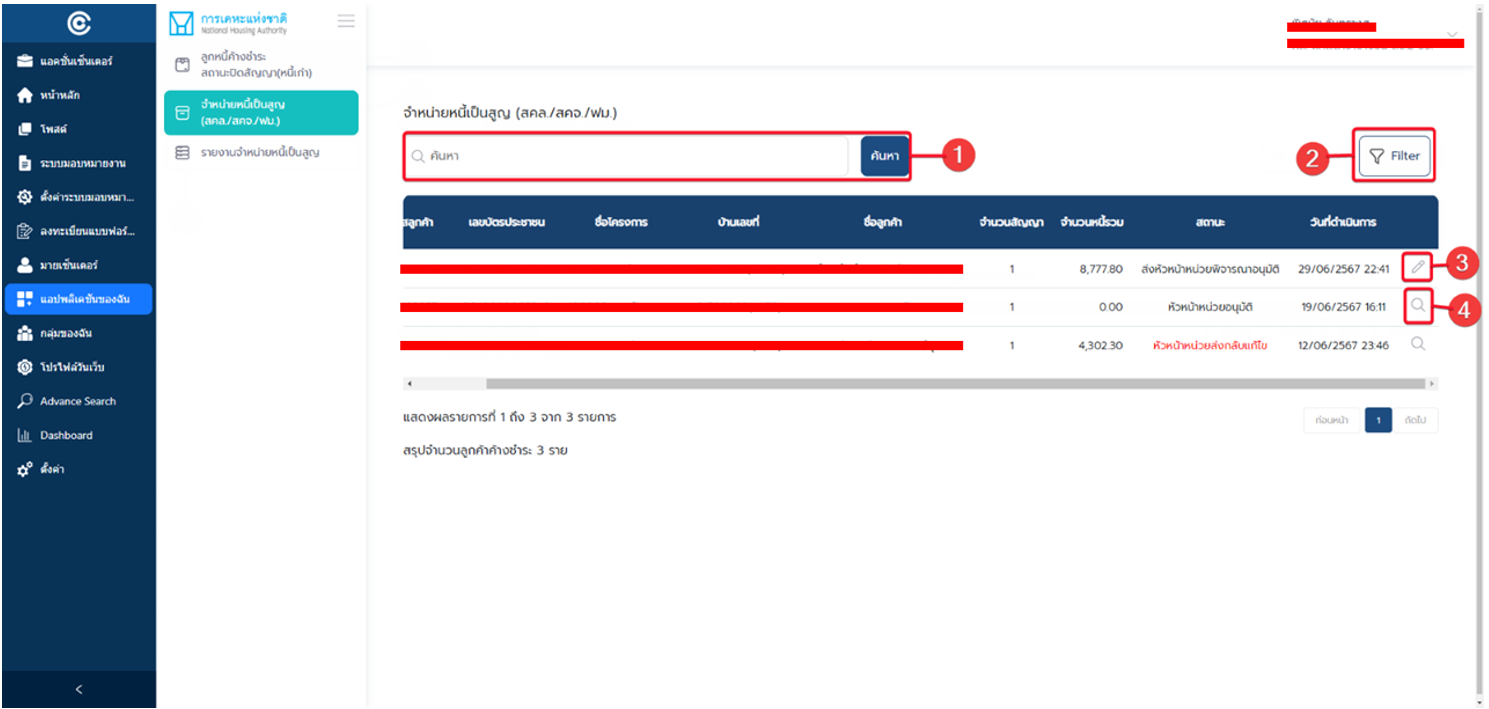 แอคชั่นเซ็นเตอร์
หน้าหลัก
โพสต์
ระบบมอบหมายงาน
ตั้งค่าระบบมอบหมา...
ลงทะเบียนแบบฟอร์...
มายเซ็นเตอร์
แอปพลิเคชันของฉัน
กลุ่มของฉัน
โปรไฟล์วันเว็บ
Advance Search
Dashboard
ตั้งค่า
การเคหะแห่งชาติ
National Housing Authority
ลูกหนี้ค้างชำระ
สถานะปิดสัญญา(หนี้เก่า)
จำหน่ายหนี้เป็นสูญ
(สคล./สคจ./ฟม.)
รายงานจำหน่ายหนี้เป็นสูญ
จำหน่ายหนี้เป็นสูญ (สคล./สคจ./ฟม.)
ค้นหา ค้นหา 1 2 Filter
สลูกค้า เลขบัตรประชาชน ชื่อโครงการ บ้านเลขที่ ชื่อลูกค้า จำนวนสัญญา จำนวนหนี้รวม สถานะ วันที่ดำเนินการ
1 8,777.80 ส่งหัวหน้าหน่วยพิจารณาอนุมัติ 29/06/2567 22:41 3
1 0.00 หัวหน้าหน่วยอนุมัติ 19/06/2567 16:11 4
1 4,302.30 หัวหน้าหน่วยส่งกลับแก้ไข 12/06/2567 23:46
แสดงผลรายการที่ 1 ถึง 3 จาก 3 รายการ ก่อนหน้า 1 ถัดไป
สรุปจำนวนลูกค้าค้างชำระ 3 ราย